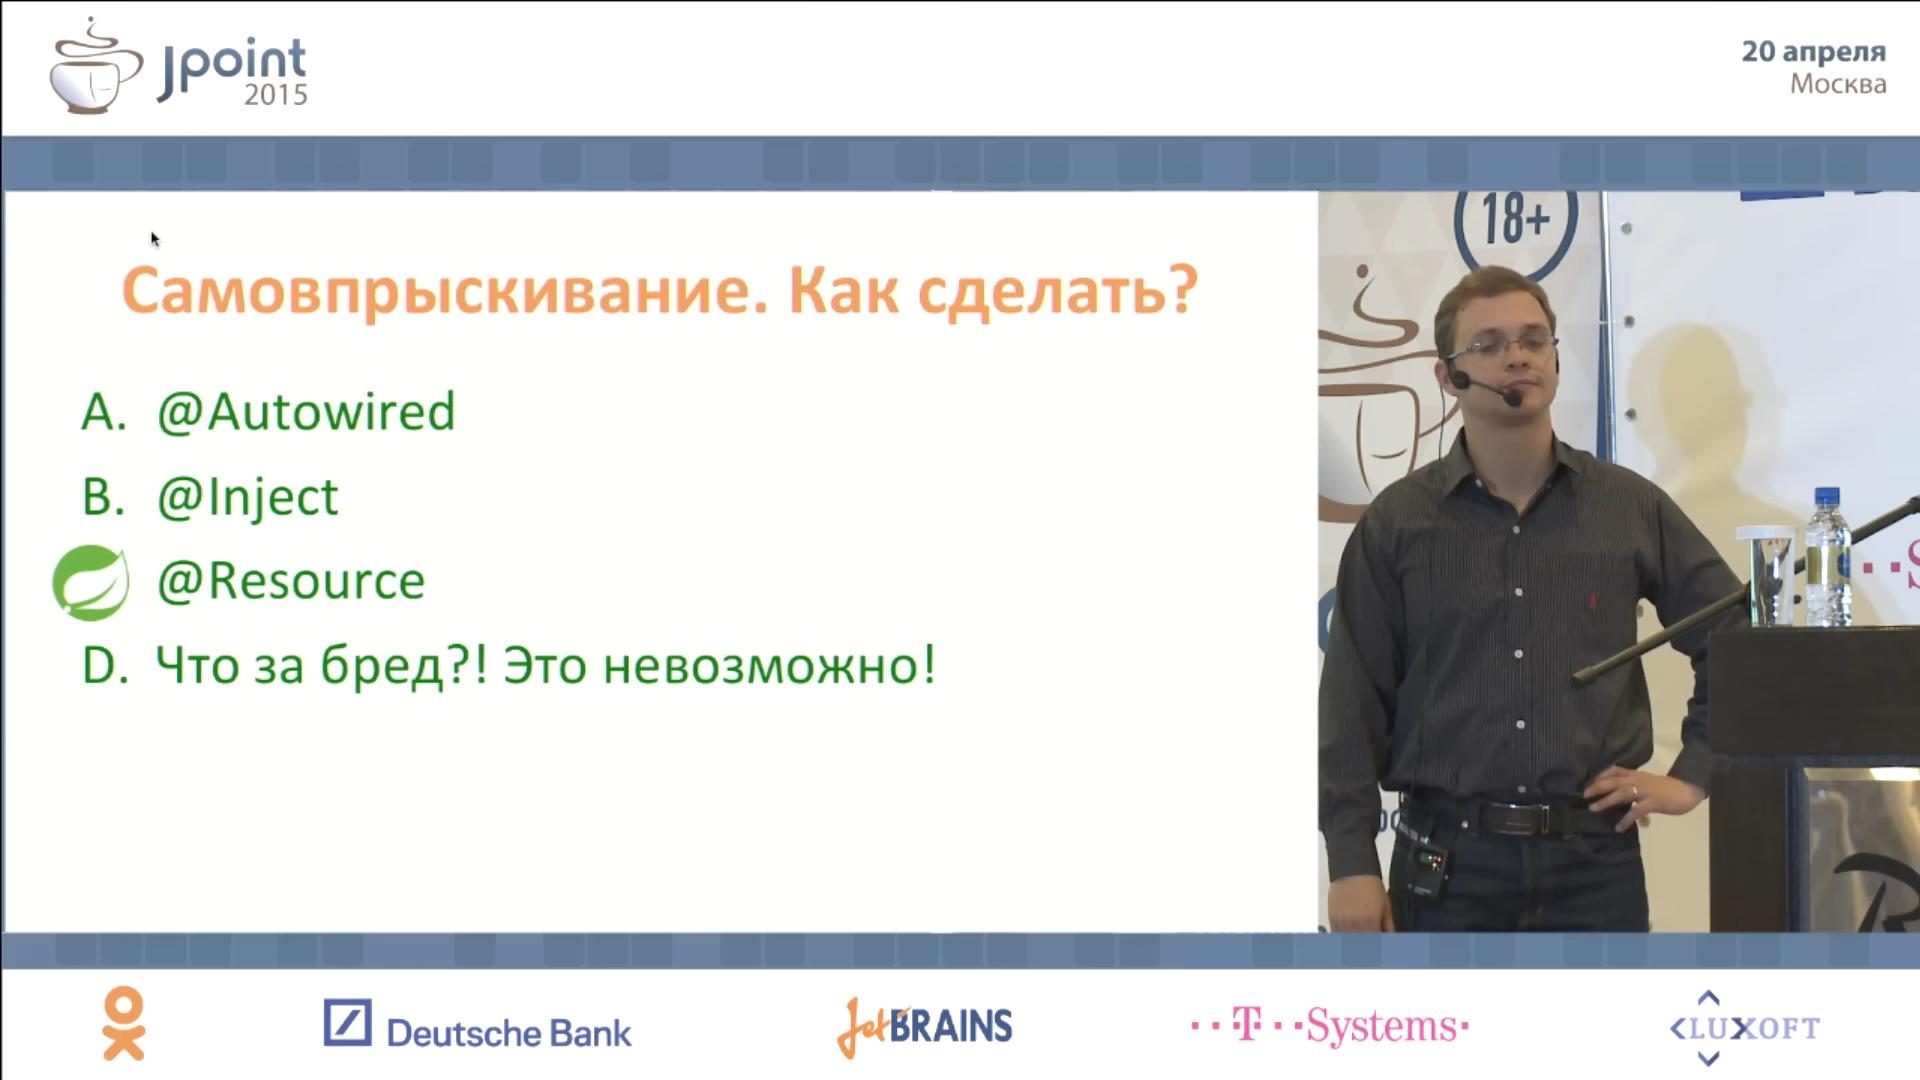 Jpoint
2015
20 апреля
Москва
Самовпрыскивание. Как сделать?
A. @Autowired
B. @Inject
@Resource
D. Что за бред?! Это невозможно!
18+
Deutsche Bank
JetBRAINS
· · T · · Systems ·
LUXOFT